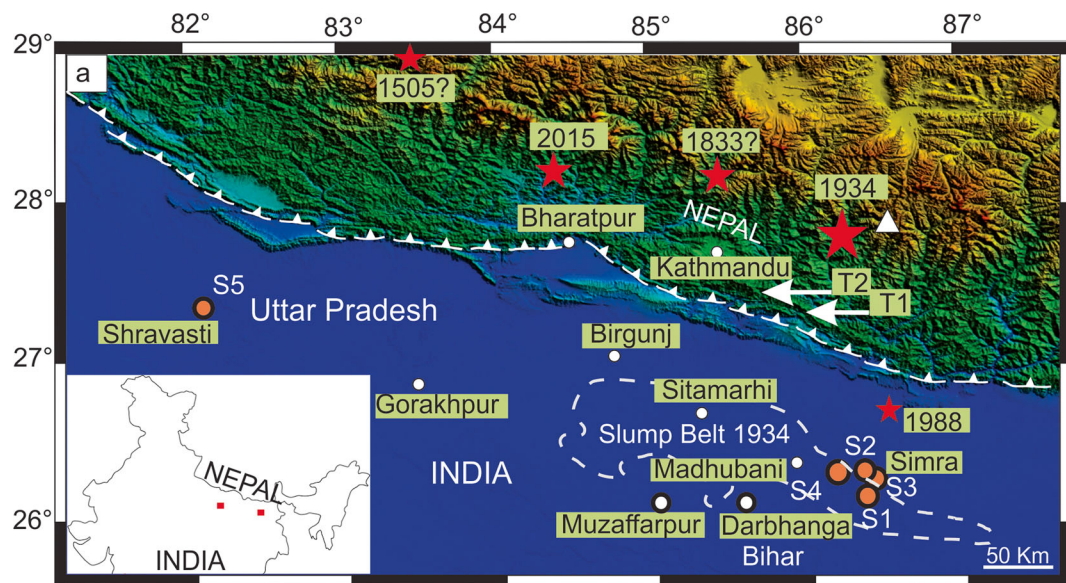 82° 83° 84° 85° 86° 87°
29°
a
1505?
2015
1833?
1934
28°
Bharatpur
NEPAL
Kathmandu
T2
T1
S5
Uttar Pradesh
Shravasti
Birgunj
27°
Gorakhpur
Sitamarhi
1988
Slump Belt 1934
S2
Simra
INDIA
Madhubani
S4
S3
S1
26°
Muzaffarpur
Darbhanga
Bihar
50 Km
NEPAL
INDIA